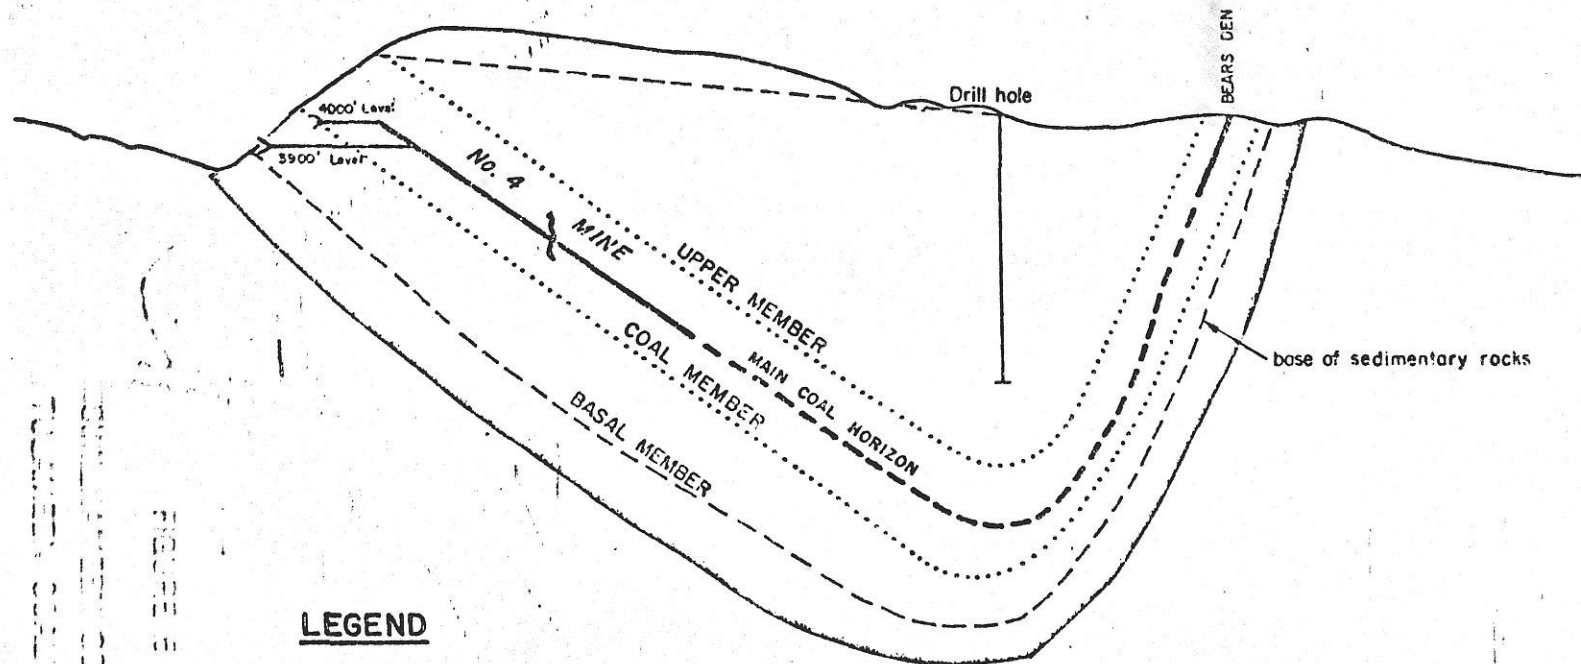 BEARS DEN
Drill hole
4000' Level
3900' Level
No. 4
MINE
UPPER MEMBER
COAL MEMBER
MAIN COAL HORIZON
BASAL MEMBER
base of sedimentary rocks
LEGEND